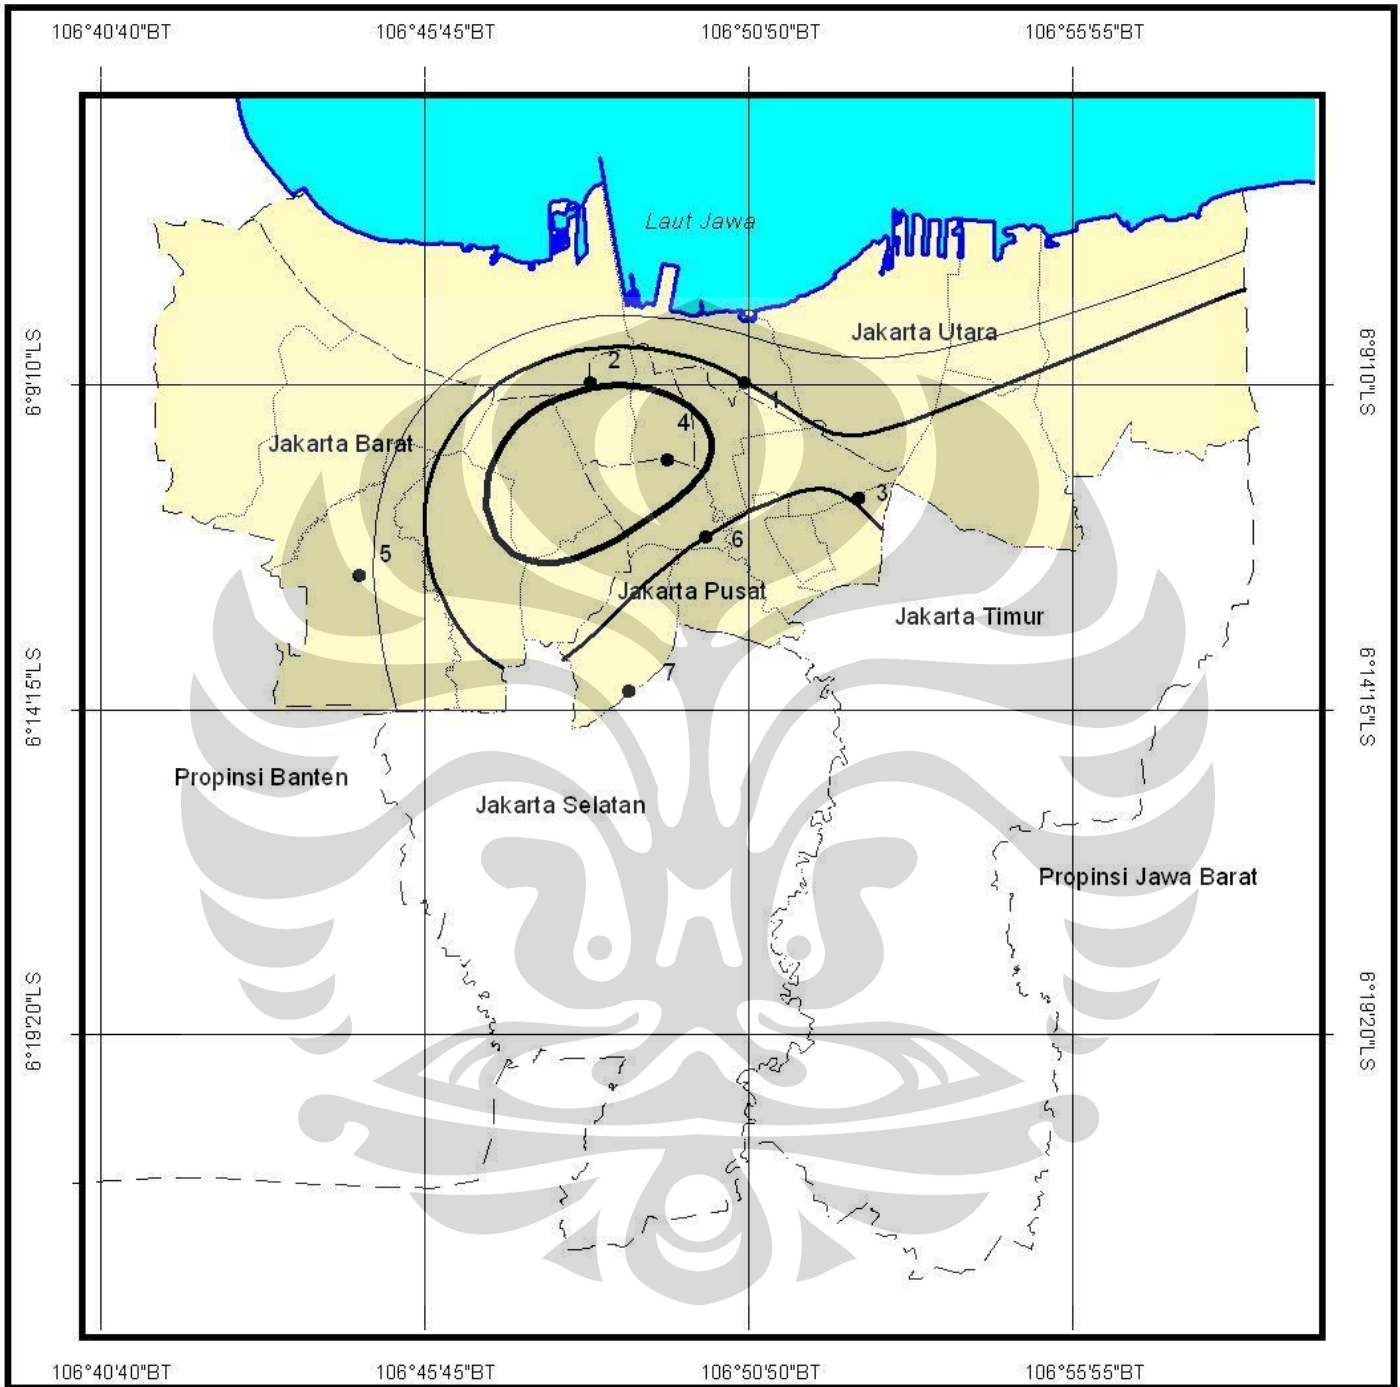 106°40'40"BT 106°45'45"BT 106°50'50"BT 106°55'55"BT
Laut Jawa
Jakarta Utara
6°9'10"LS
6°9'10"LS
2
1
4
Jakarta Barat
3
6
5
Jakarta Pusat
Jakarta Timur
7
6°14'15"LS
6°14'15"LS
Propinsi Banten
Jakarta Selatan
Propinsi Jawa Barat
6°19'20"LS
6°19'20"LS
106°40'40"BT 106°45'45"BT 106°50'50"BT 106°55'55"BT